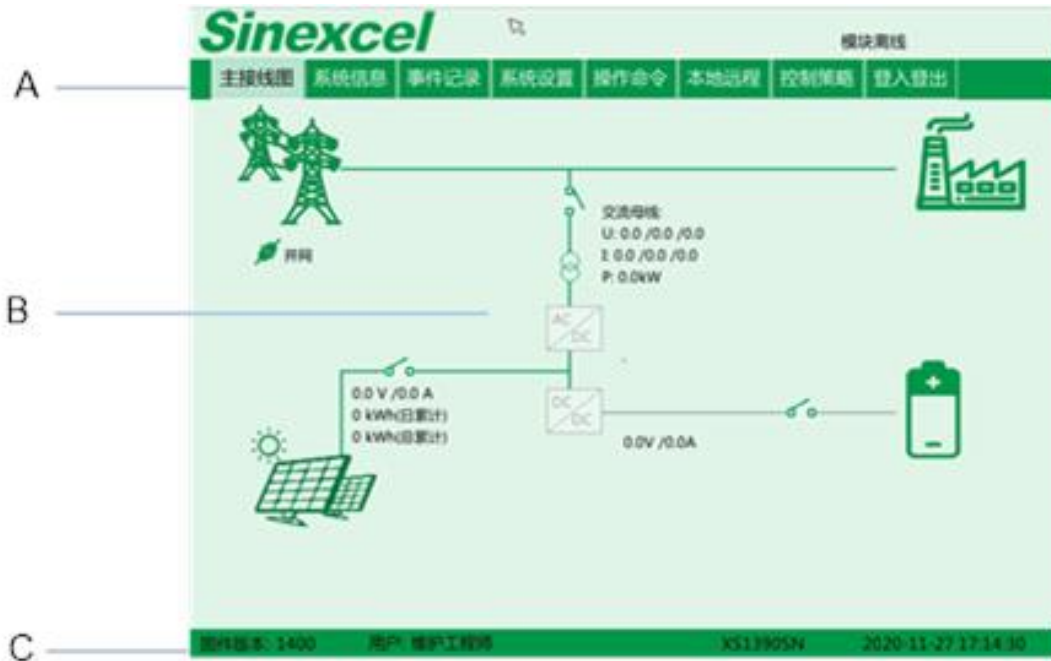 Sinexcel
模块离线
A
主接线图 系统信息 事件记录 系统设置 操作命令 本地远程 控制策略 登入登出
交流母线:
U: 0.0 /0.0 /0.0
I: 0.0 /0.0 /0.0
P: 0.0kW
并网
B
AC
DC
0.0 V /0.0 A
0 kWh(日累计)
0 kWh(总累计)
DC
DC
0.0V /0.0A
C
固件版本: 1400 用户: 维护工程师 XS1390SN 2020-11-27 17:14:30